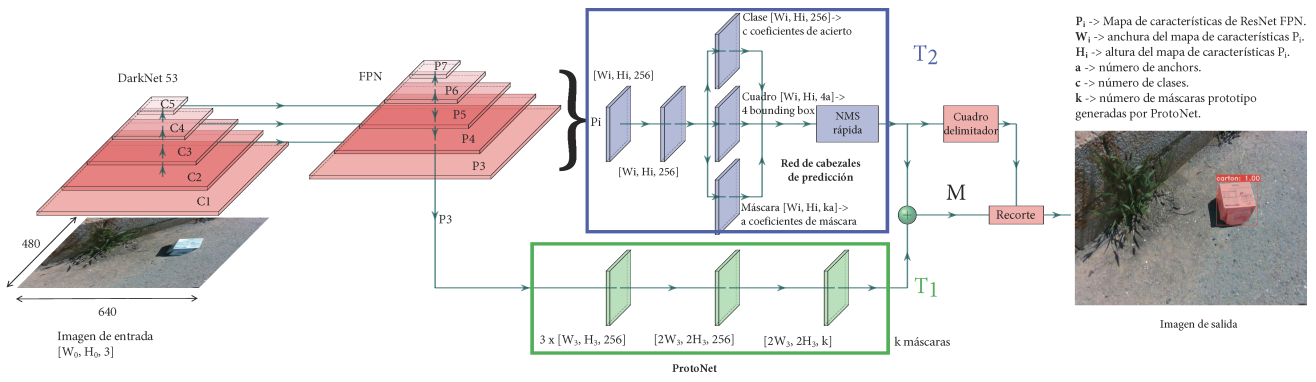 DarkNet 53
C5
C4
C3
C2
C1
480
640
Imagen de entrada
[W₀, H₀, 3]
FPN
P7
P6
P5
P4
P3
P3
Pi
[Wi, Hi, 256]
[Wi, Hi, 256]
Clase [Wi, Hi, 256]->
c coeficientes de acierto
Cuadro [Wi, Hi, 4a]->
4 bounding box
Máscara [Wi, Hi, ka]->
a coeficientes de máscara
NMS
rápida
Red de cabezales
de predicción
T2
Cuadro
delimitador
M
Recorte
T1
3 x [W₃, H₃, 256]
[2W₃, 2H₃, 256]
[2W₃, 2H₃, k]
k máscaras
ProtoNet
Pᵢ -> Mapa de características de ResNet FPN.
Wᵢ -> anchura del mapa de características Pᵢ.
Hᵢ -> altura del mapa de características Pᵢ.
a -> número de anchors.
c -> número de clases.
k -> número de máscaras prototipo
generadas por ProtoNet.
carton: 1.00
Imagen de salida